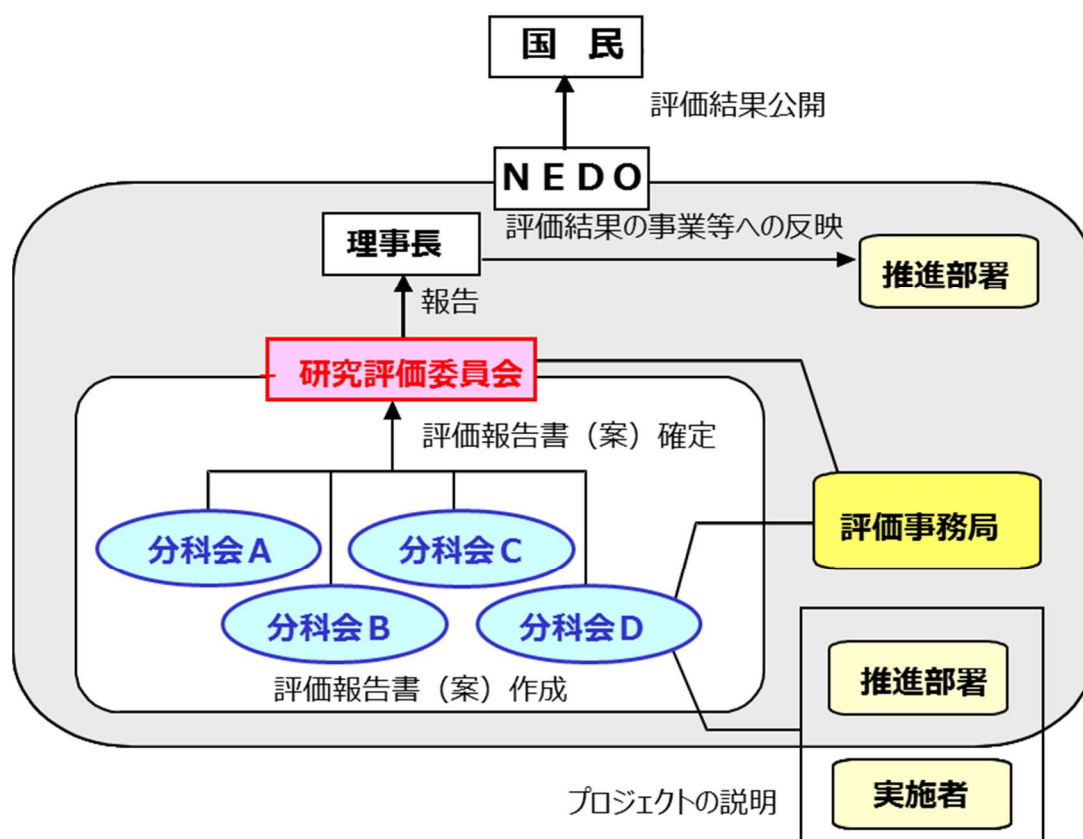 国 民
評価結果公開
NEDO
評価結果の事業等への反映
理事長
推進部署
報告
研究評価委員会
評価報告書（案）確定
分科会A
分科会C
評価事務局
分科会B
分科会D
評価報告書（案）作成
推進部署
プロジェクトの説明
実施者